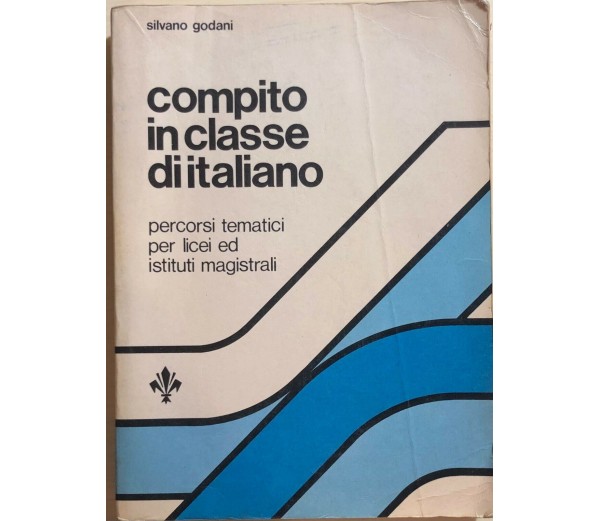 silvano godani
compito
in classe
di italiano
percorsi tematici
per licei ed
istituti magistrali